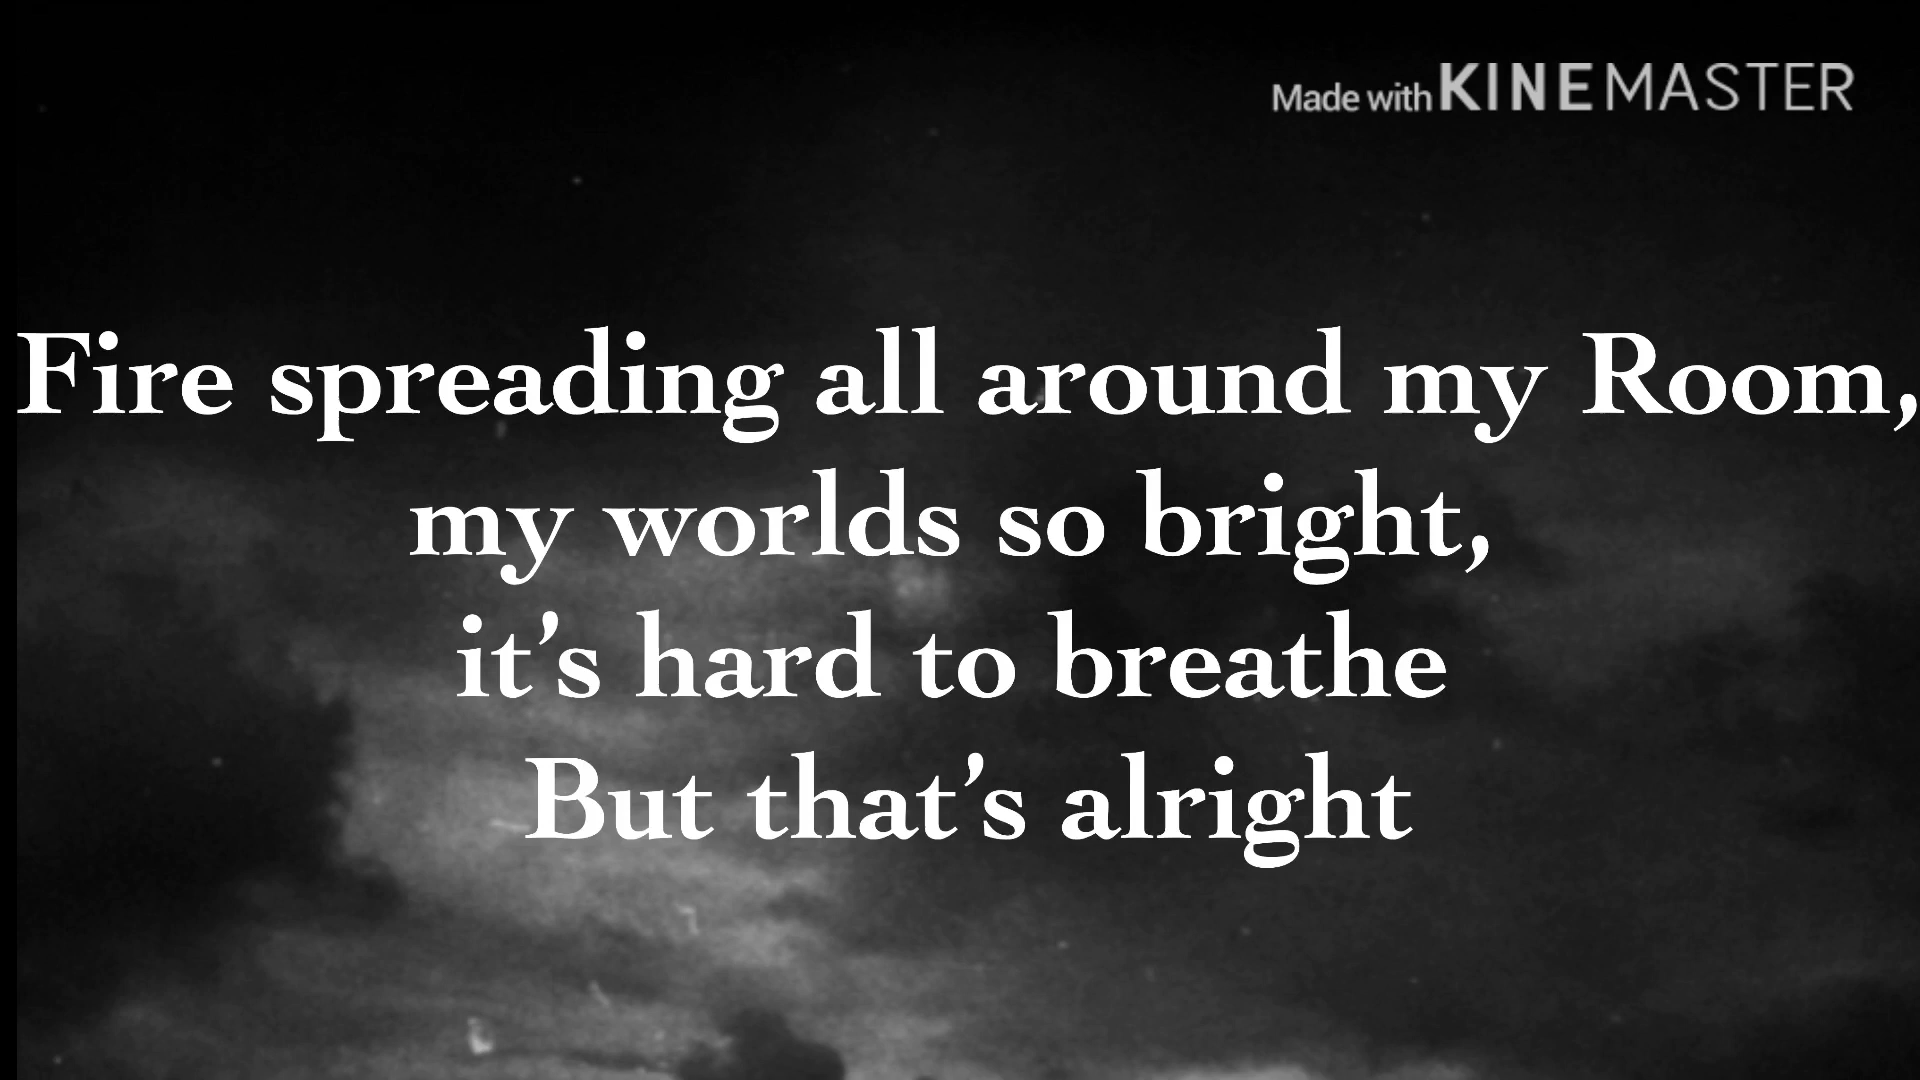 Made with KINEMASTER
Fire spreading all around my Room,
my worlds so bright,
it’s hard to breathe
But that’s alright